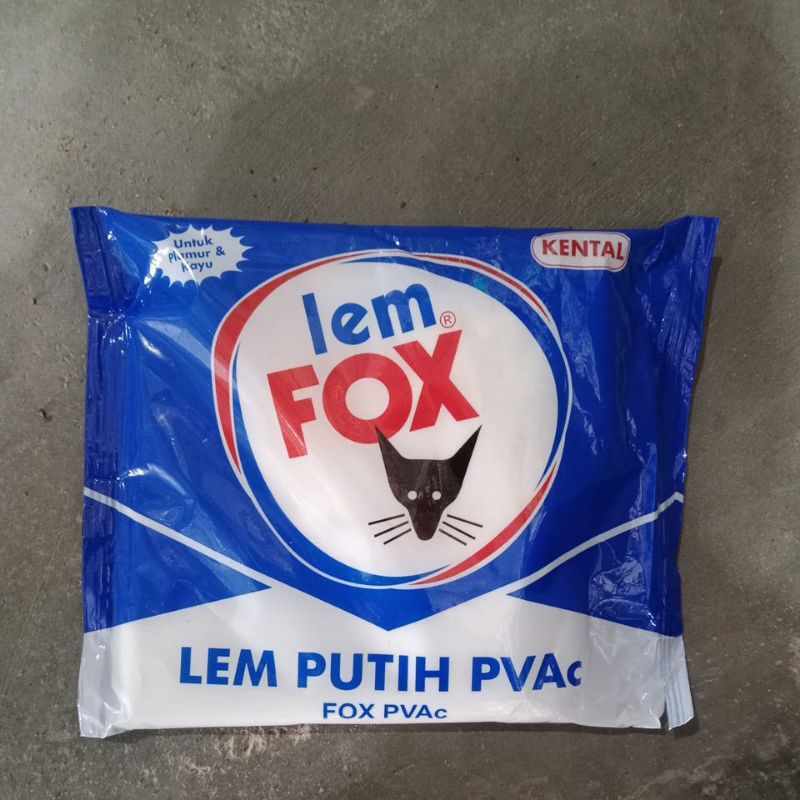 Untuk
Plamur &
Kayu
KENTAL
lem
FOX
®
LEM PUTIH PVAc
FOX PVAc